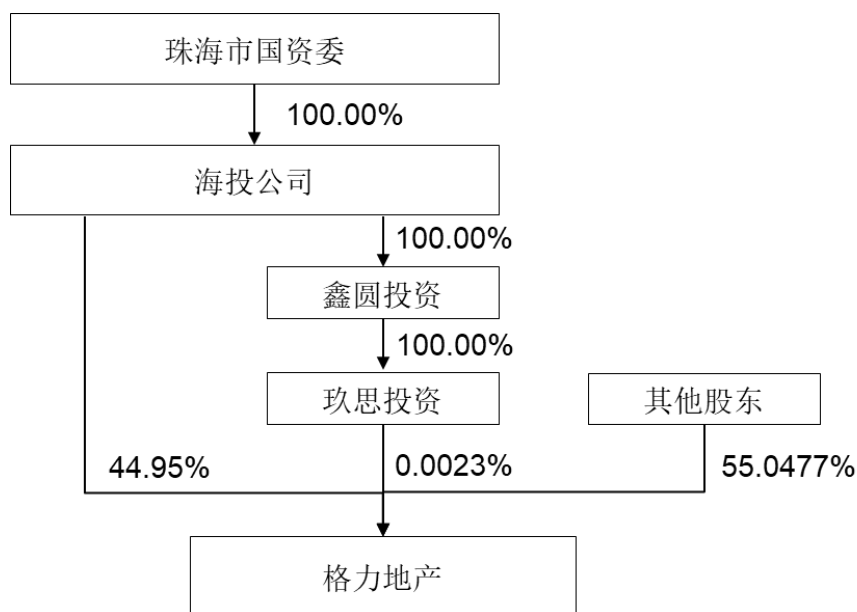 珠海市国资委
100.00%
海投公司
100.00%
鑫圆投资
100.00%
玖思投资
其他股东
44.95%
0.0023%
55.0477%
格力地产